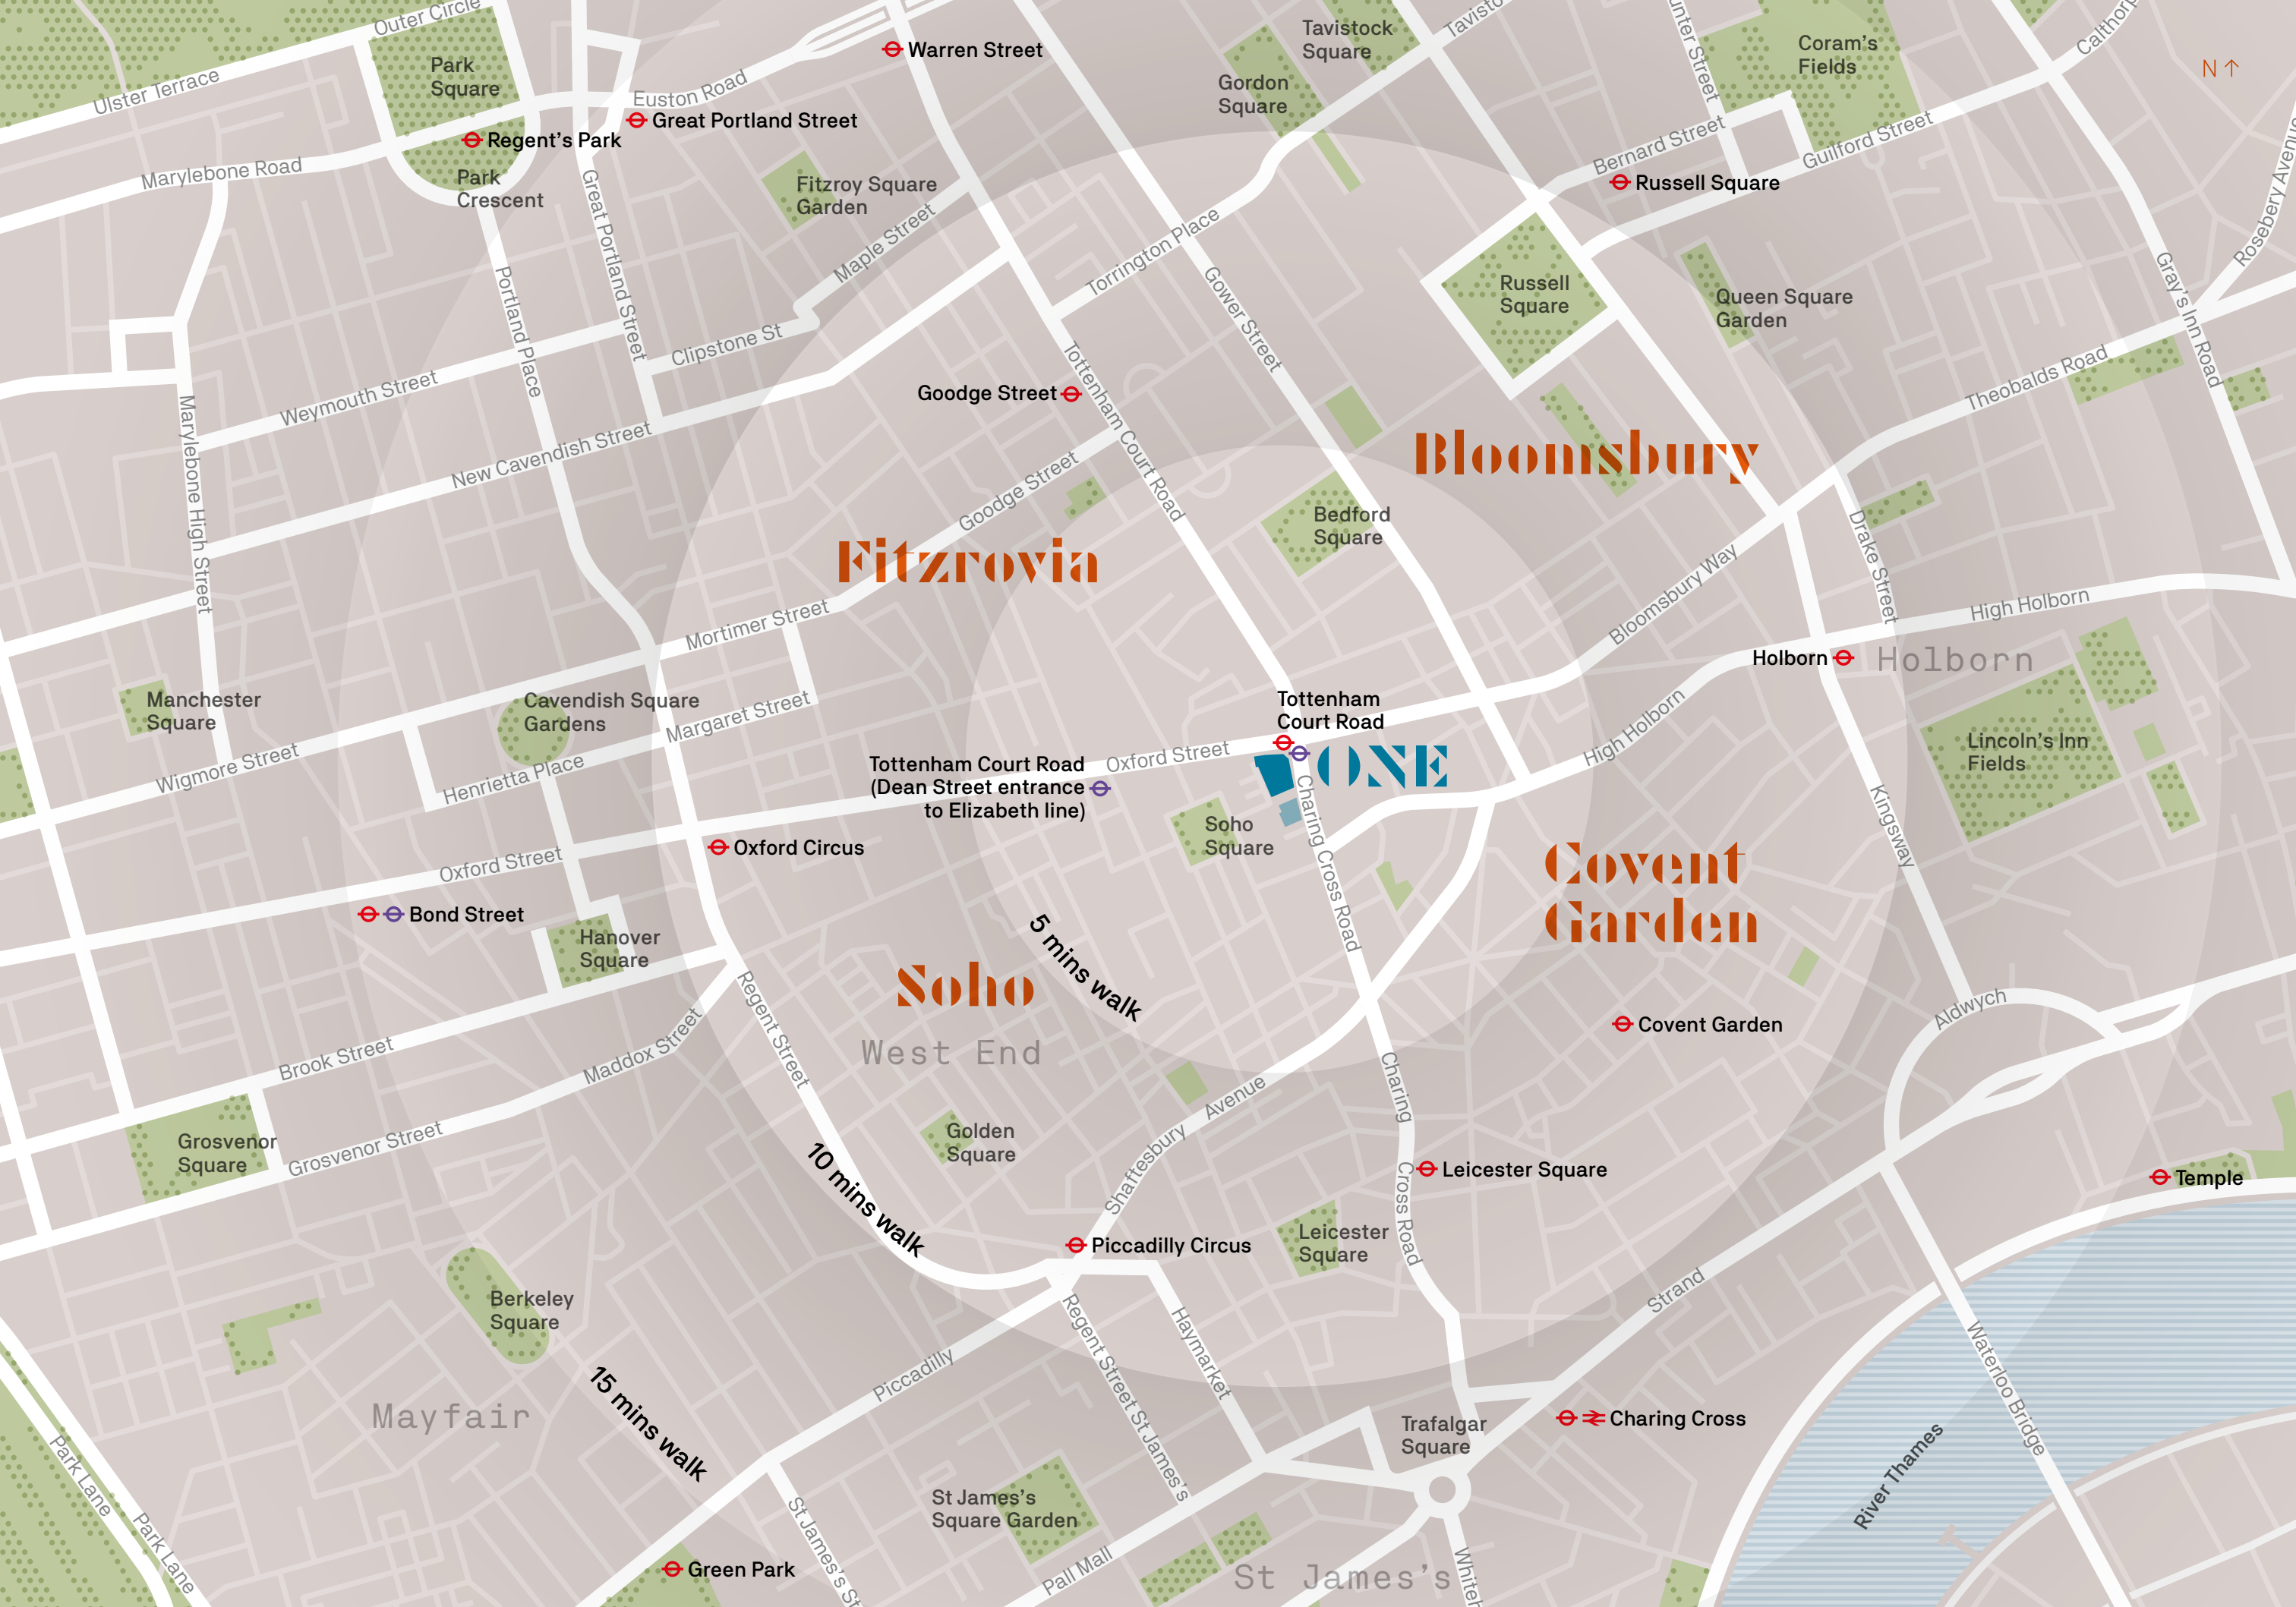 Outer Circle
Park
Square
Ulster Terrace
Warren Street
Euston Road
Great Portland Street
Regent's Park
Marylebone Road
Park
Crescent
Tavistock
Square
Gordon
Square
Coram's
Fields
N ↑
Bernard Street
Guilford Street
Russell Square
Rosebery Avenue
Fitzroy Square
Garden
Great Portland Street
Maple Street
Torrington Place
Portland Place
Gower Street
Russell
Square
Queen Square
Garden
Gray's Inn Road
Clipstone St
Weymouth Street
Theobalds Road
Tottenham Court Road
Goodge Street
Marylebone High Street
New Cavendish Street
Goodge Street
Bloomsbury
Bedford
Square
Fitzrovia
Drake Street
Bloomsbury Way
Mortimer Street
High Holborn
Holborn
Holborn
Manchester
Square
Cavendish Square
Gardens
Margaret Street
Tottenham
Court Road
High Holborn
Lincoln's Inn
Fields
Wigmore Street
Henrietta Place
Tottenham Court Road
(Dean Street entrance
to Elizabeth line)
Oxford Street
ONE
Soho
Square
Charing Cross Road
Kingsway
Oxford Circus
Oxford Street
Covent
Garden
Bond Street
Hanover
Square
5 mins walk
Soho
West End
Regent Street
Aldwych
Covent Garden
Brook Street
Maddox Street
Charing
Cross Road
Shaftesbury Avenue
Golden
Square
Grosvenor
Square
Grosvenor Street
10 mins walk
Leicester Square
Temple
Piccadilly Circus
Leicester
Square
Berkeley
Square
Strand
Regent Street St James's
Haymarket
Piccadilly
Waterloo Bridge
15 mins walk
Mayfair
Trafalgar
Square
Charing Cross
River Thames
Park Lane
Park Lane
St James's
Square Garden
St James's St
Green Park
Pall Mall
St James's